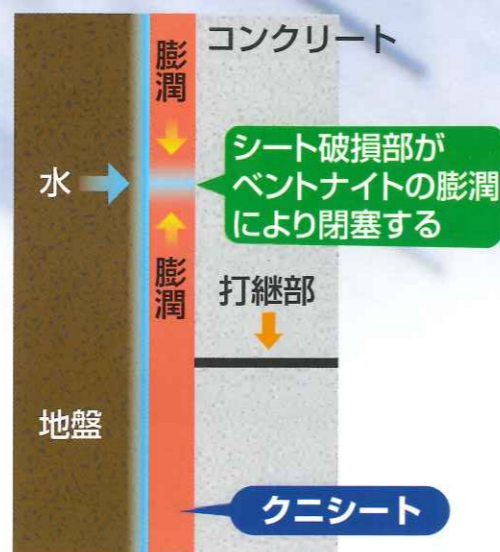 コンクリート
膨潤
水
シート破損部が
ベントナイトの膨潤
により閉塞する
膨潤
打継部
地盤
クニシート